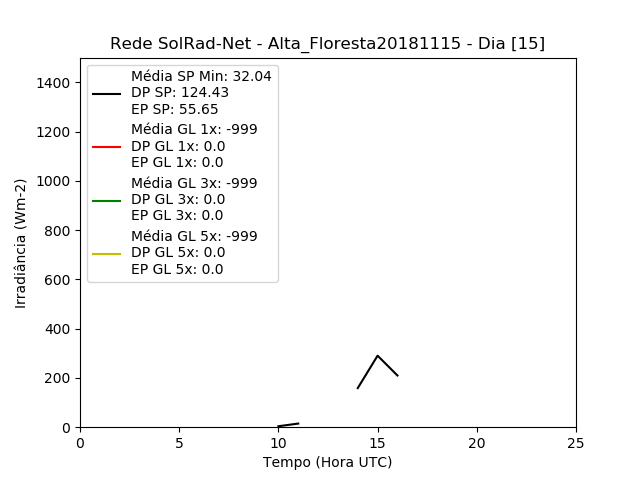 Rede SolRad-Net - Alta_Floresta20181115 - Dia [15]
Média SP Min: 32.04
DP SP: 124.43
EP SP: 55.65
Média GL 1x: -999
DP GL 1x: 0.0
EP GL 1x: 0.0
Média GL 3x: -999
DP GL 3x: 0.0
EP GL 3x: 0.0
Média GL 5x: -999
DP GL 5x: 0.0
EP GL 5x: 0.0
Irradiância (Wm-2)
1400
1200
1000
800
600
400
200
0
0 5 10 15 20 25
Tempo (Hora UTC)